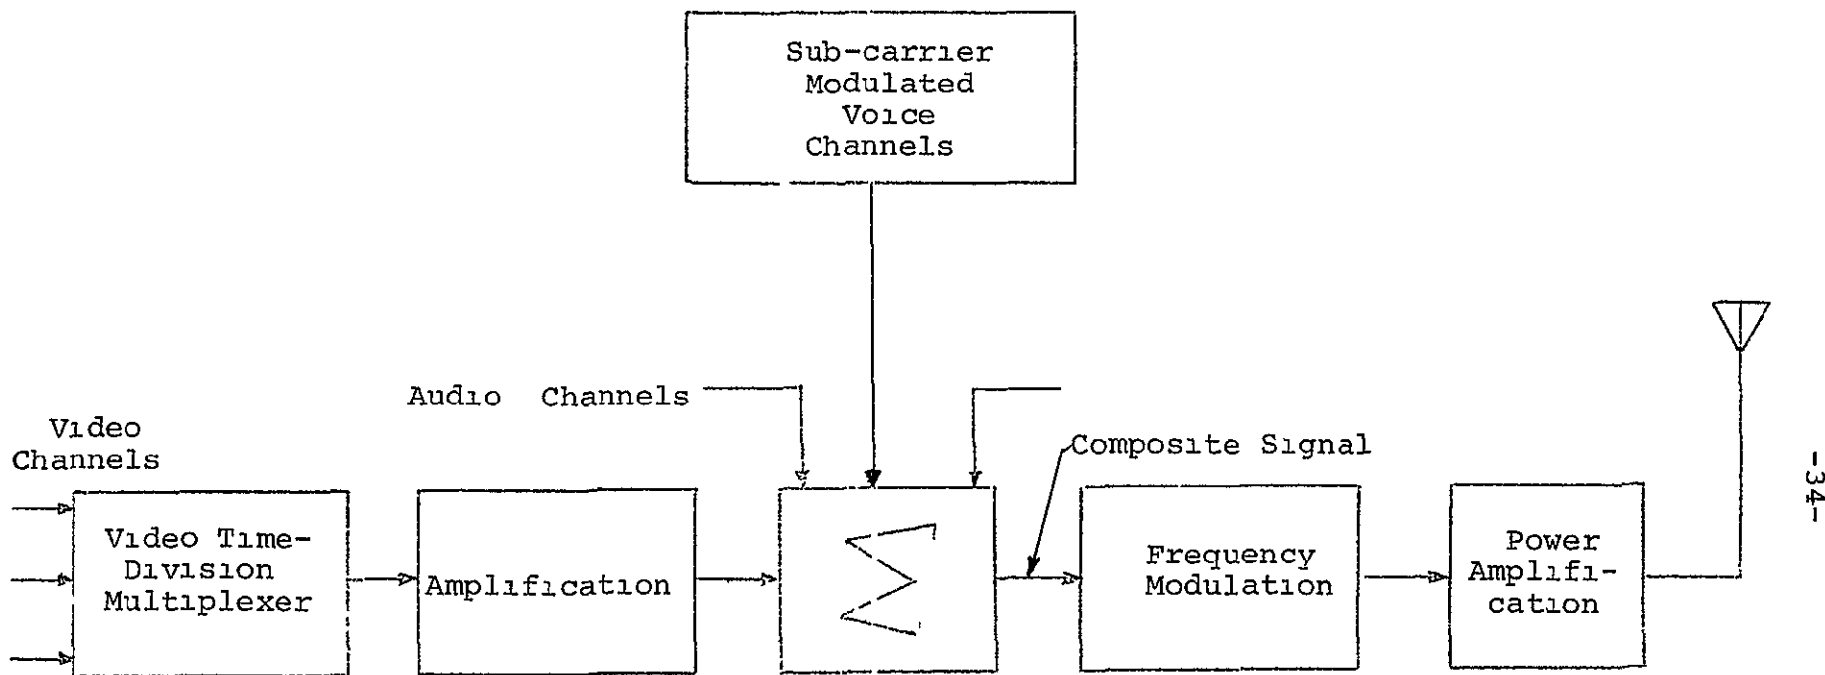 Sub-carrier
Modulated
Voice
Channels
Audio Channels
Video
Channels
Composite Signal
Video Time-
Division
Multiplexer
Amplification
Σ
Frequency
Modulation
Power
Amplifi-
cation
-34-